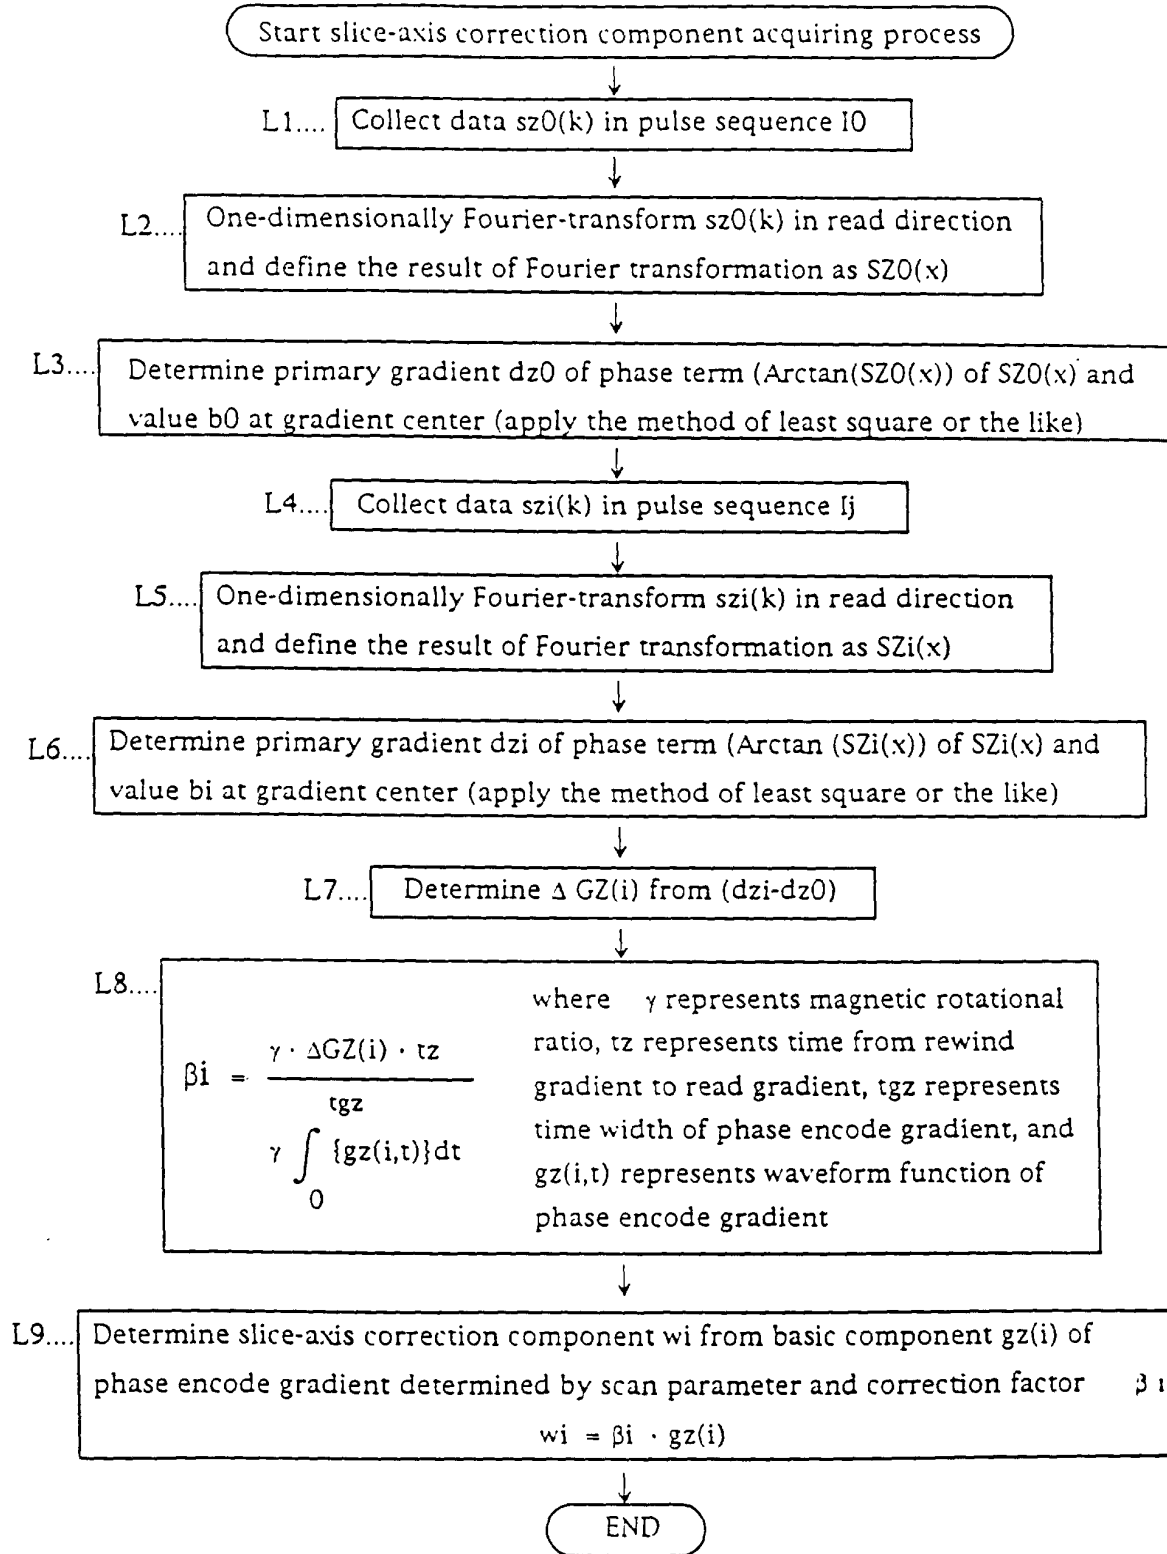 Start slice-axis correction component acquiring process
L1.... Collect data sz0(k) in pulse sequence I0
L2.... One-dimensionally Fourier-transform sz0(k) in read direction
and define the result of Fourier transformation as SZ0(x)
L3.... Determine primary gradient dz0 of phase term (Arctan(SZ0(x)) of SZ0(x) and
value b0 at gradient center (apply the method of least square or the like)
L4.... Collect data szi(k) in pulse sequence Ij
L5.... One-dimensionally Fourier-transform szi(k) in read direction
and define the result of Fourier transformation as SZi(x)
L6.... Determine primary gradient dzi of phase term (Arctan (SZi(x)) of SZi(x) and
value bi at gradient center (apply the method of least square or the like)
L7.... Determine Δ GZ(i) from (dzi-dz0)
L8....
βi =
γ · ΔGZ(i) · tz
tgz
γ ∫ {gz(i,t)}dt
0
where γ represents magnetic rotational
ratio, tz represents time from rewind
gradient to read gradient, tgz represents
time width of phase encode gradient, and
gz(i,t) represents waveform function of
phase encode gradient
L9.... Determine slice-axis correction component wi from basic component gz(i) of
phase encode gradient determined by scan parameter and correction factor βi
wi = βi · gz(i)
END